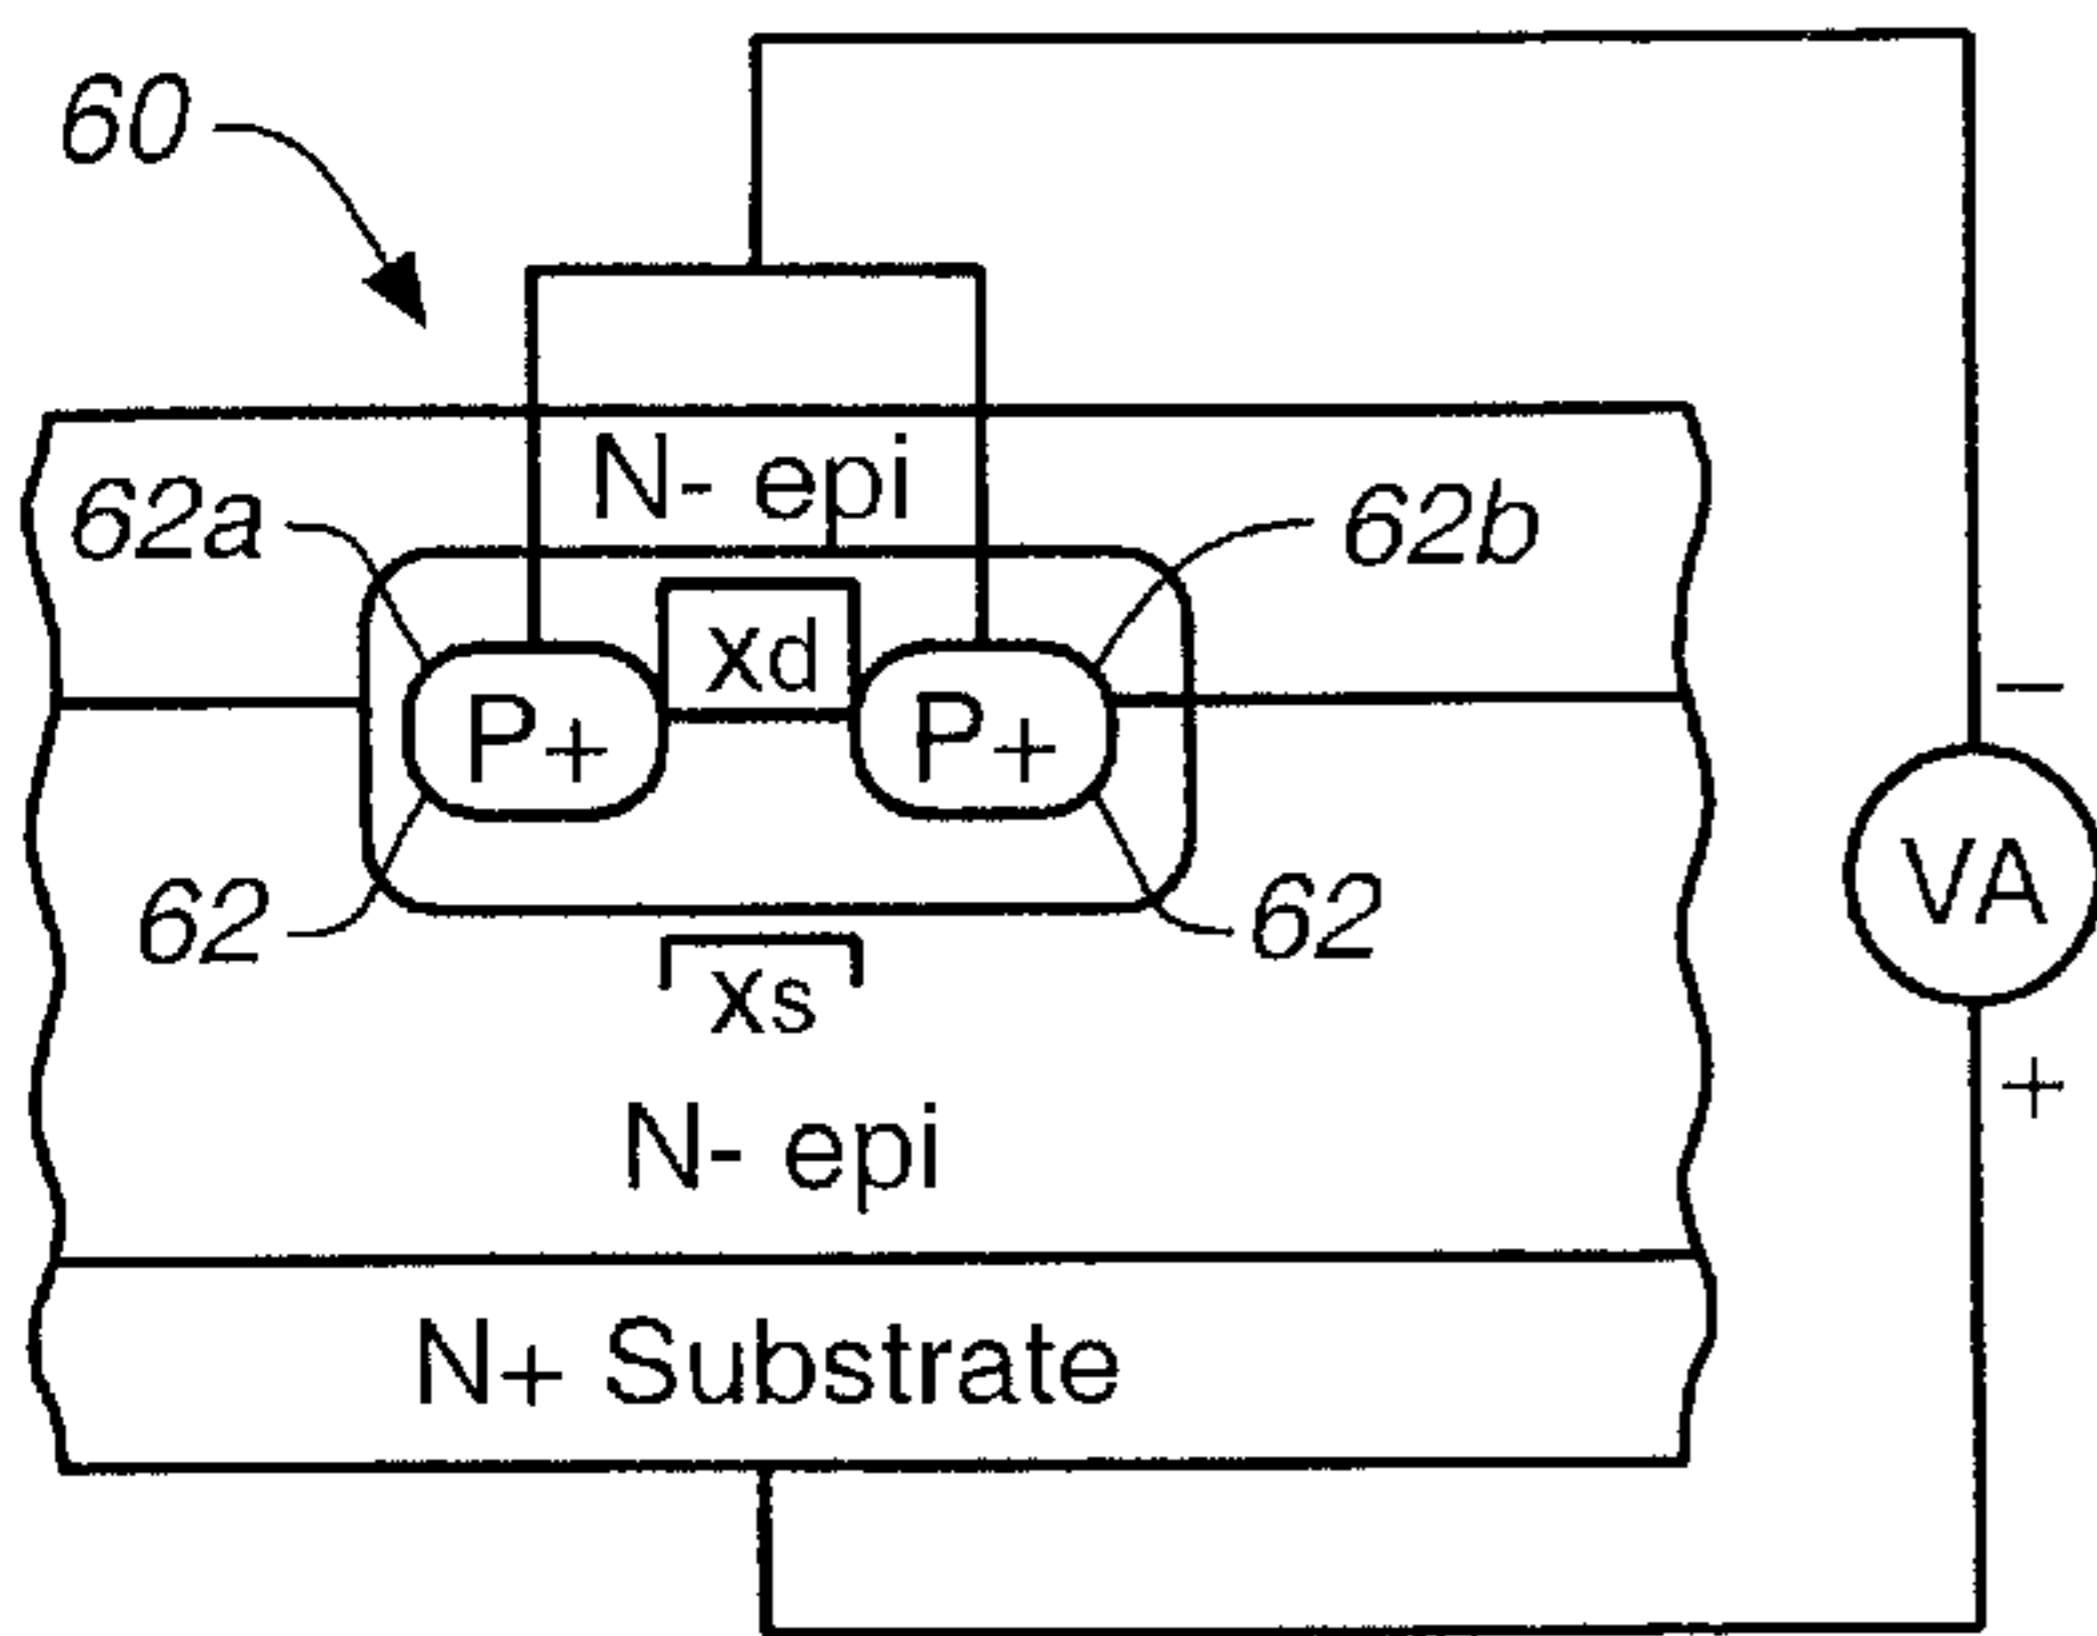 60
N- epi
62a
62b
xd
P+
P+
−
VA
62
62
xs
+
N- epi
N+ Substrate